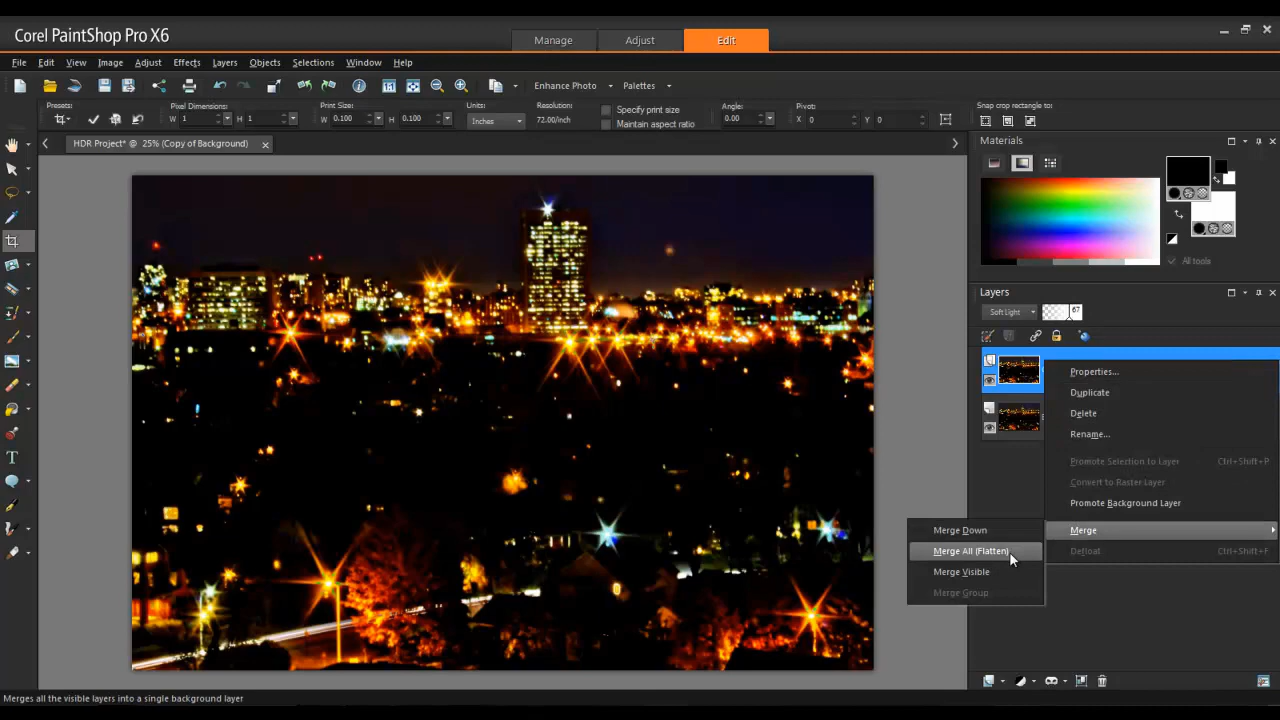 Corel PaintShop Pro X6
Manage Adjust Edit
File Edit View Image Adjust Effects Layers Objects Selections Window Help
Enhance Photo Palettes
Presets: Pixel Dimensions: Print Size: Units: Resolution: Specify print size Angle: Pivot: Snap crop rectangle to:
W 1 H 1 W 0.100 H 0.100 Inches 72.00/inch Maintain aspect ratio 0.00 X 0 Y 0
HDR Project* @ 25% (Copy of Background)
Materials
All tools
Layers
Soft Light 67
Properties...
Duplicate
Delete
Rename...
Promote Selection to Layer Ctrl+Shift+P
Convert to Raster Layer
Promote Background Layer
Merge
Defloat Ctrl+Shift+F
Merge Down
Merge All (Flatten)
Merge Visible
Merge Group
Merges all the visible layers into a single background layer